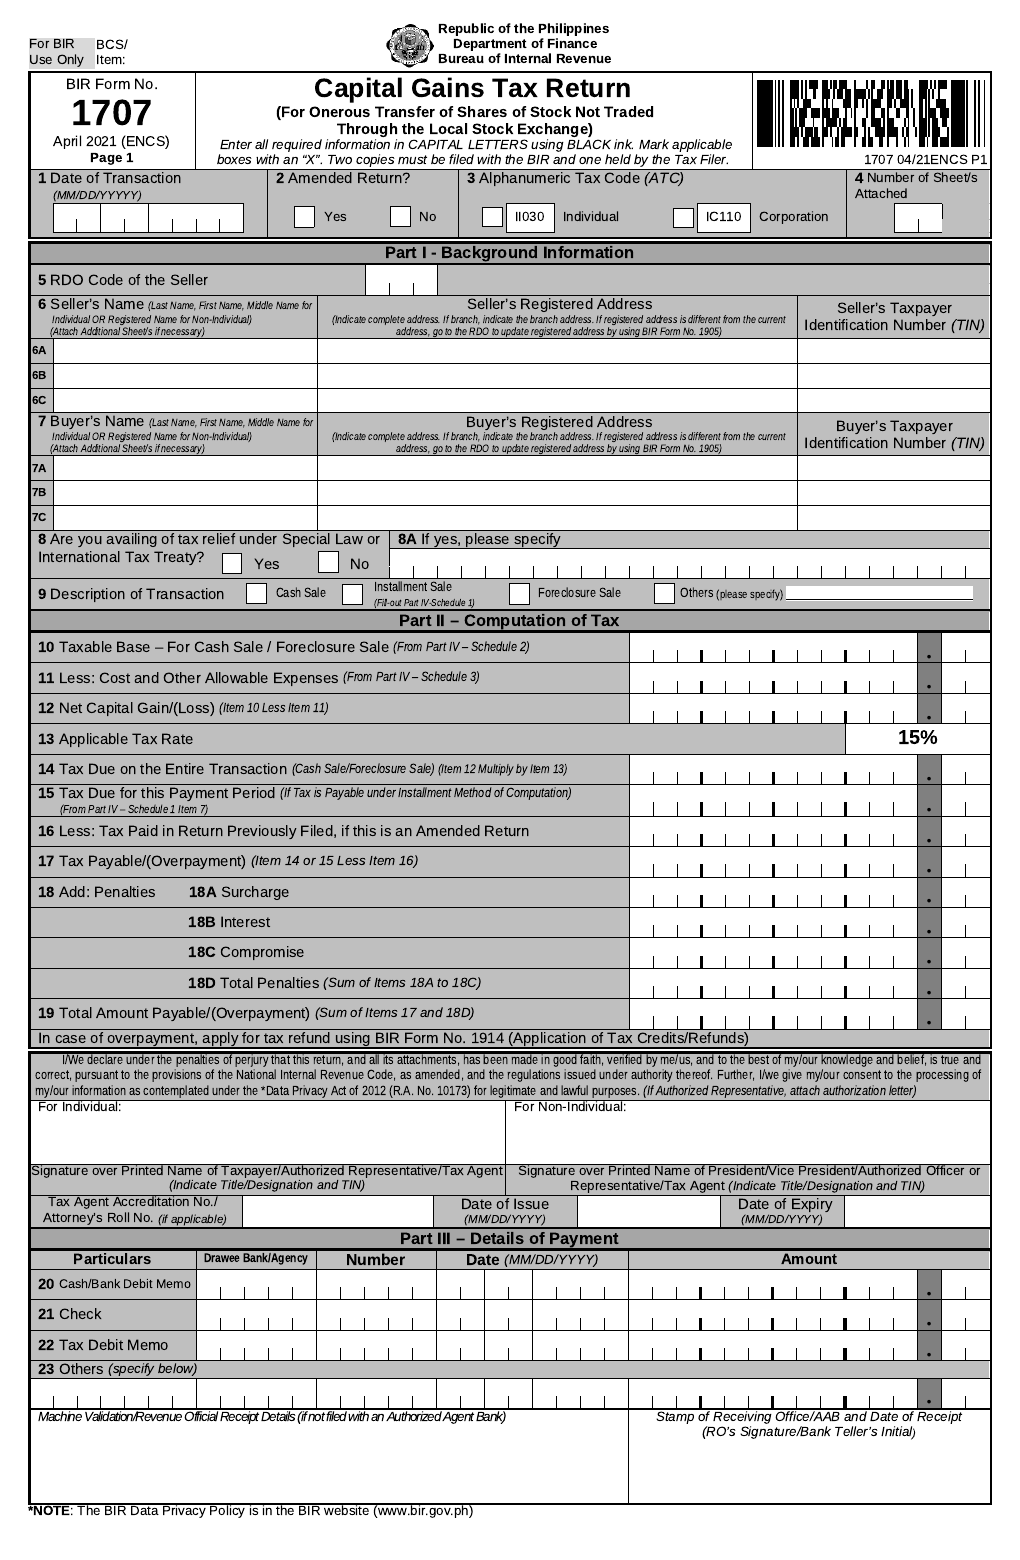 For BIR BCS/
Use Only Item:
Republic of the Philippines
Department of Finance
Bureau of Internal Revenue
BIR Form No.
1707
April 2021 (ENCS)
Page 1
Capital Gains Tax Return
(For Onerous Transfer of Shares of Stock Not Traded
Through the Local Stock Exchange)
Enter all required information in CAPITAL LETTERS using BLACK ink. Mark applicable
boxes with an “X”. Two copies must be filed with the BIR and one held by the Tax Filer.
1707 04/21ENCS P1
1 Date of Transaction
(MM/DD/YYYYY)
2 Amended Return?
Yes No
3 Alphanumeric Tax Code (ATC)
II030 Individual IC110 Corporation
4 Number of Sheet/s
Attached
Part I - Background Information
5 RDO Code of the Seller
6 Seller's Name (Last Name, First Name, Middle Name for
Individual OR Registered Name for Non-Individual)
(Attach Additional Sheet/s if necessary)
Seller's Registered Address
(Indicate complete address. If branch, indicate the branch address. If registered address is different from the current
address, go to the RDO to update registered address by using BIR Form No. 1905)
Seller's Taxpayer
Identification Number (TIN)
6A
6B
6C
7 Buyer's Name (Last Name, First Name, Middle Name for
Individual OR Registered Name for Non-Individual)
(Attach Additional Sheet/s if necessary)
Buyer's Registered Address
(Indicate complete address. If branch, indicate the branch address. If registered address is different from the current
address, go to the RDO to update registered address by using BIR Form No. 1905)
Buyer's Taxpayer
Identification Number (TIN)
7A
7B
7C
8 Are you availing of tax relief under Special Law or
International Tax Treaty? Yes No
8A If yes, please specify
9 Description of Transaction Cash Sale Installment Sale Foreclosure Sale Others (please specify)
(Fill-out Part IV-Schedule 1)
Part II – Computation of Tax
10 Taxable Base – For Cash Sale / Foreclosure Sale (From Part IV – Schedule 2)
11 Less: Cost and Other Allowable Expenses (From Part IV – Schedule 3)
12 Net Capital Gain/(Loss) (Item 10 Less Item 11)
13 Applicable Tax Rate 15%
14 Tax Due on the Entire Transaction (Cash Sale/Foreclosure Sale) (Item 12 Multiply by Item 13)
15 Tax Due for this Payment Period (If Tax is Payable under Installment Method of Computation)
(From Part IV – Schedule 1 Item 7)
16 Less: Tax Paid in Return Previously Filed, if this is an Amended Return
17 Tax Payable/(Overpayment) (Item 14 or 15 Less Item 16)
18 Add: Penalties 18A Surcharge
18B Interest
18C Compromise
18D Total Penalties (Sum of Items 18A to 18C)
19 Total Amount Payable/(Overpayment) (Sum of Items 17 and 18D)
In case of overpayment, apply for tax refund using BIR Form No. 1914 (Application of Tax Credits/Refunds)
I/We declare under the penalties of perjury that this return, and all its attachments, has been made in good faith, verified by me/us, and to the best of my/our knowledge and belief, is true and
correct, pursuant to the provisions of the National Internal Revenue Code, as amended, and the regulations issued under authority thereof. Further, I/we give my/our consent to the processing of
my/our information as contemplated under the *Data Privacy Act of 2012 (R.A. No. 10173) for legitimate and lawful purposes. (If Authorized Representative, attach authorization letter)
For Individual:
For Non-Individual:
Signature over Printed Name of Taxpayer/Authorized Representative/Tax Agent
(Indicate Title/Designation and TIN)
Signature over Printed Name of President/Vice President/Authorized Officer or
Representative/Tax Agent (Indicate Title/Designation and TIN)
Tax Agent Accreditation No./
Attorney's Roll No. (if applicable)
Date of Issue
(MM/DD/YYYY)
Date of Expiry
(MM/DD/YYYY)
Part III – Details of Payment
Particulars Drawee Bank/Agency Number Date (MM/DD/YYYY) Amount
20 Cash/Bank Debit Memo
21 Check
22 Tax Debit Memo
23 Others (specify below)
Machine Validation/Revenue Official Receipt Details (if not filed with an Authorized Agent Bank)
Stamp of Receiving Office/AAB and Date of Receipt
(RO's Signature/Bank Teller's Initial)
*NOTE: The BIR Data Privacy Policy is in the BIR website (www.bir.gov.ph)